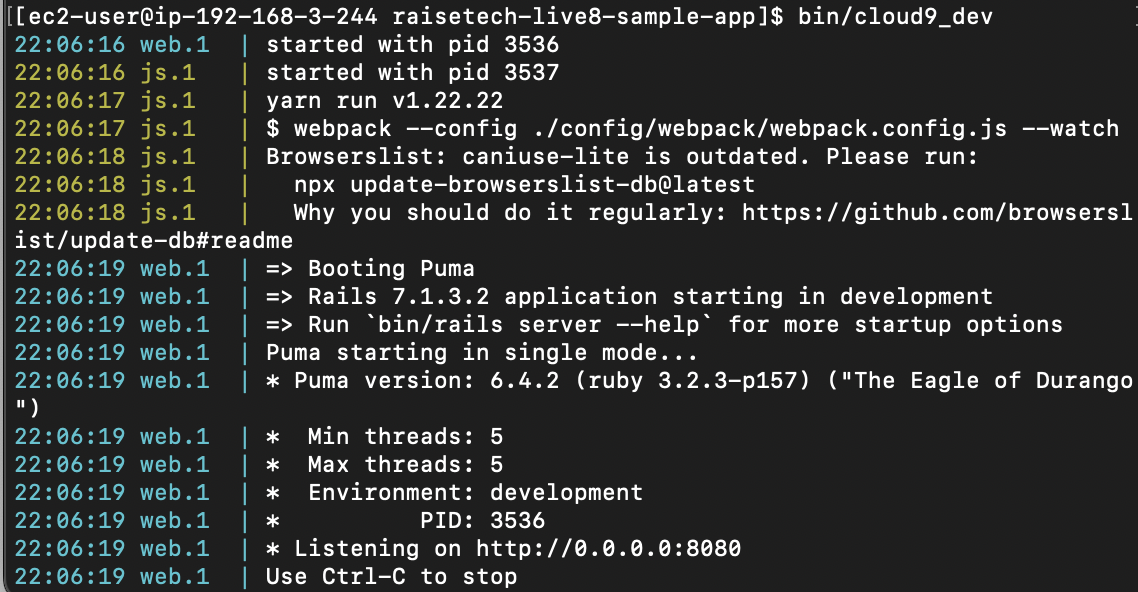 [[ec2-user@ip-192-168-3-244 raisetech-live8-sample-app]$ bin/cloud9_dev
22:06:16 web.1  | started with pid 3536
22:06:16 js.1   | started with pid 3537
22:06:17 js.1   | yarn run v1.22.22
22:06:17 js.1   | $ webpack --config ./config/webpack/webpack.config.js --watch
22:06:18 js.1   | Browserslist: caniuse-lite is outdated. Please run:
22:06:18 js.1   |   npx update-browserslist-db@latest
22:06:18 js.1   |   Why you should do it regularly: https://github.com/browsersl
ist/update-db#readme
22:06:19 web.1  | => Booting Puma
22:06:19 web.1  | => Rails 7.1.3.2 application starting in development
22:06:19 web.1  | => Run `bin/rails server --help` for more startup options
22:06:19 web.1  | Puma starting in single mode...
22:06:19 web.1  | * Puma version: 6.4.2 (ruby 3.2.3-p157) ("The Eagle of Durango
")
22:06:19 web.1  | *  Min threads: 5
22:06:19 web.1  | *  Max threads: 5
22:06:19 web.1  | *  Environment: development
22:06:19 web.1  | *          PID: 3536
22:06:19 web.1  | * Listening on http://0.0.0.0:8080
22:06:19 web.1  | Use Ctrl-C to stop